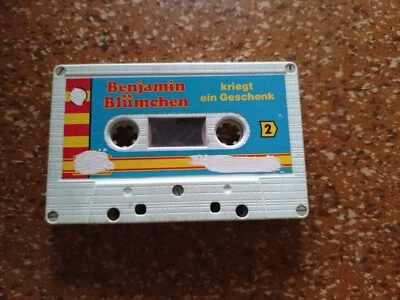 Benjamin
Blümchen
kriegt
ein Geschenk
2